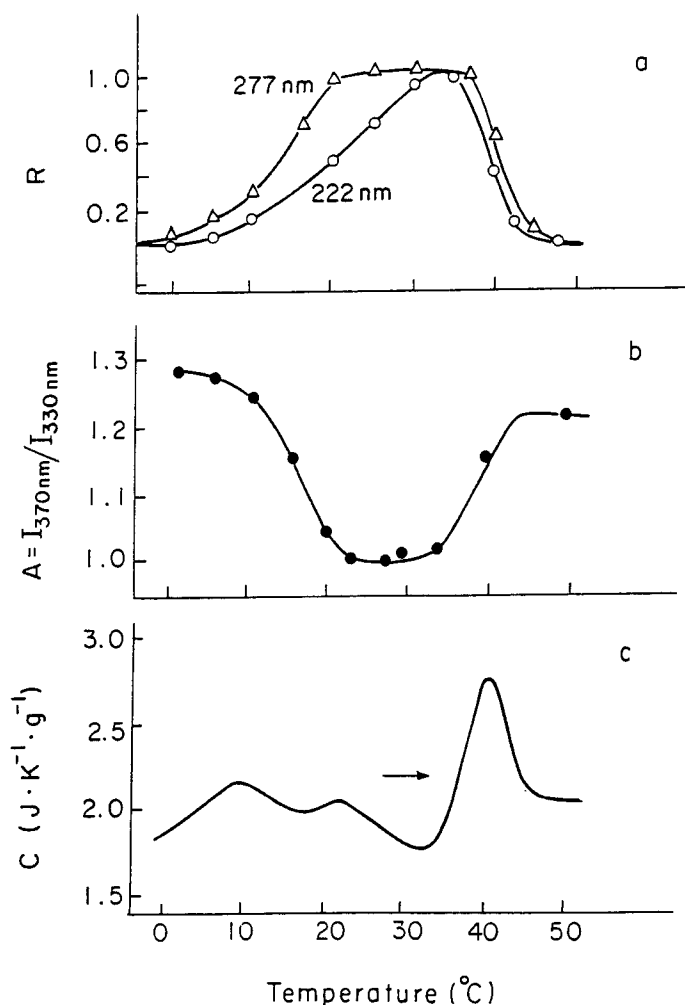 a
R
1.0
0.6
0.2
277 nm
222 nm
b
A = I370nm/I330nm
1.3
1.2
1.1
1.0
c
C (J·K⁻¹·g⁻¹)
3.0
2.5
2.0
1.5
0 10 20 30 40 50
Temperature (°C)